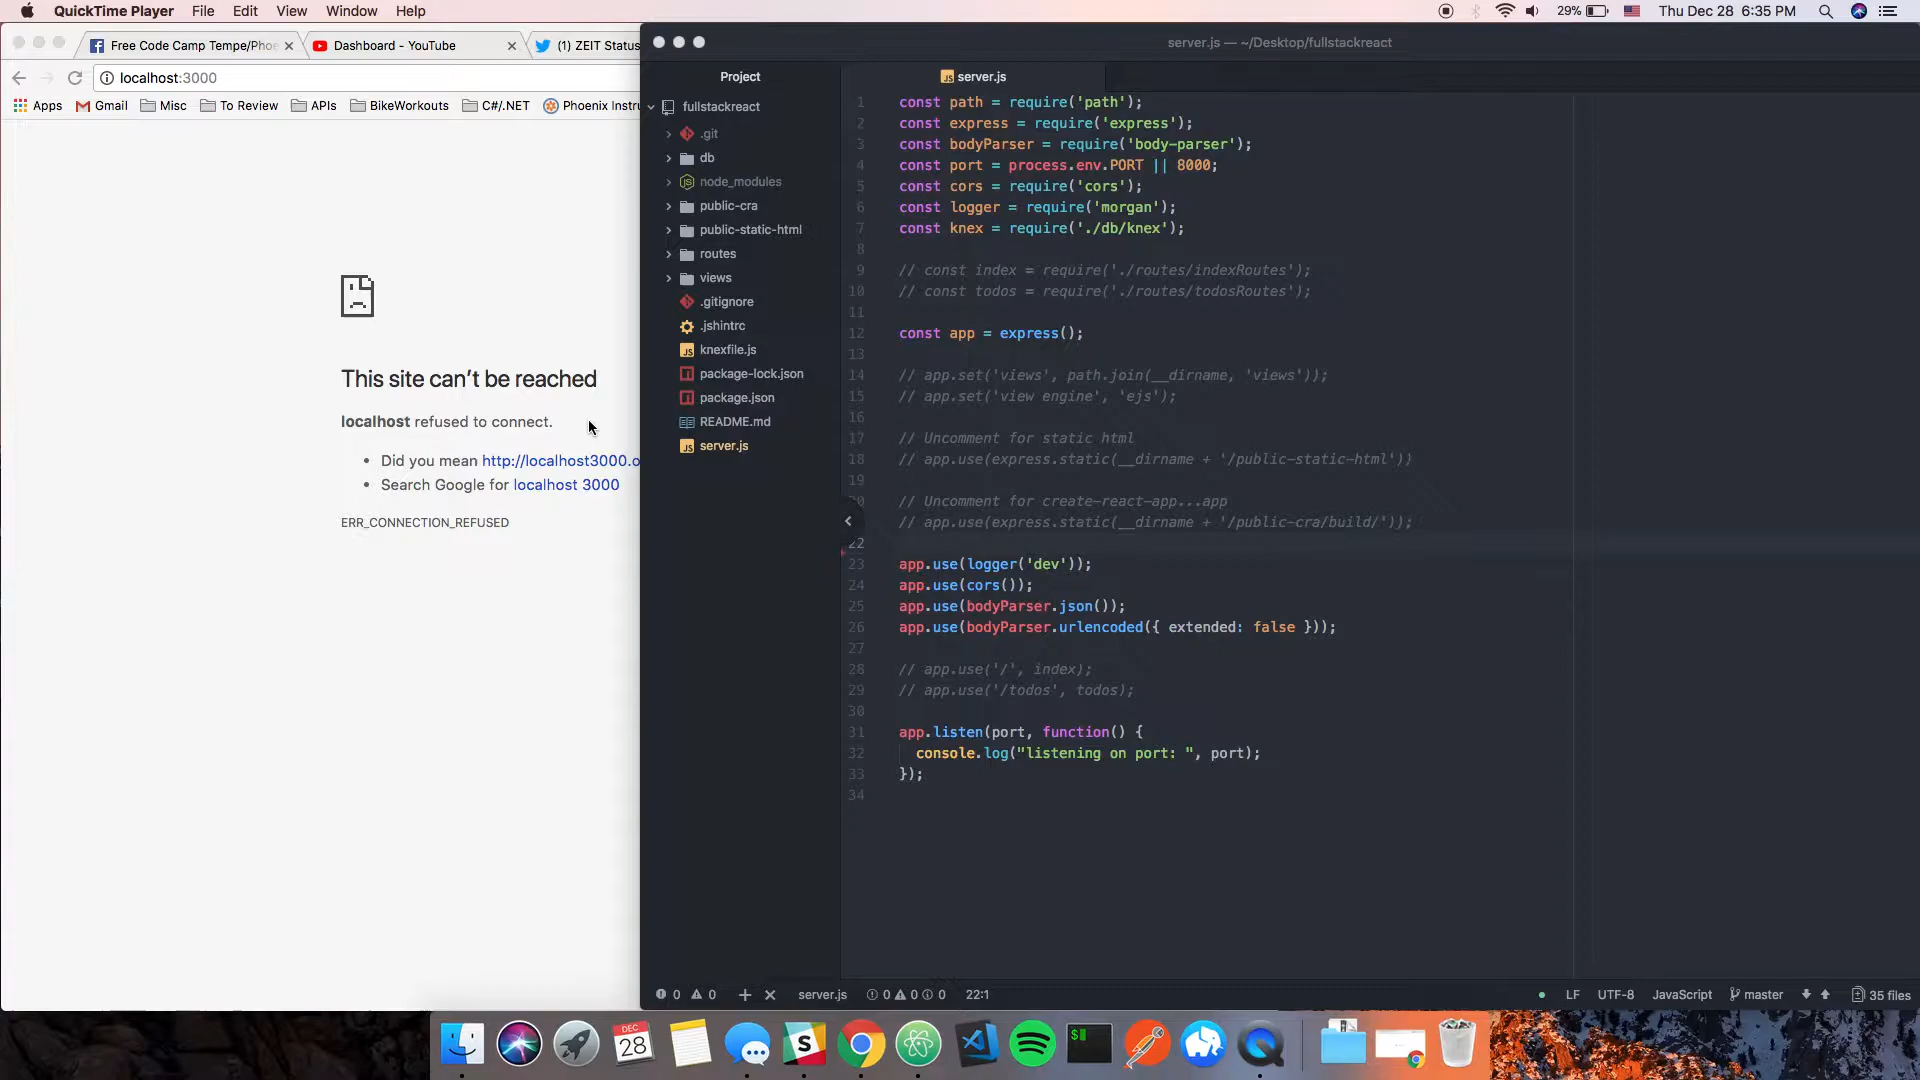 QuickTime Player File Edit View Window Help
29% Thu Dec 28 6:35 PM
Free Code Camp Tempe/Phoe
Dashboard - YouTube
(1) ZEIT Status
localhost:3000
Apps Gmail Misc To Review APIs BikeWorkouts C#/.NET Phoenix Instru
This site can't be reached
localhost refused to connect.
Did you mean http://localhost3000.o
Search Google for localhost 3000
ERR_CONNECTION_REFUSED
server.js — ~/Desktop/fullstackreact
Project
fullstackreact
.git
db
node_modules
public-cra
public-static-html
routes
views
.gitignore
.jshintrc
knexfile.js
package-lock.json
package.json
README.md
server.js
server.js
1 const path = require('path');
2 const express = require('express');
3 const bodyParser = require('body-parser');
4 const port = process.env.PORT || 8000;
5 const cors = require('cors');
6 const logger = require('morgan');
7 const knex = require('./db/knex');
8
9 // const index = require('./routes/indexRoutes');
10 // const todos = require('./routes/todosRoutes');
11
12 const app = express();
13
14 // app.set('views', path.join(__dirname, 'views'));
15 // app.set('view engine', 'ejs');
16
17 // Uncomment for static html
18 // app.use(express.static(__dirname + '/public-static-html'))
19
20 // Uncomment for create-react-app...app
// app.use(express.static(__dirname + '/public-cra/build/'));
22
23 app.use(logger('dev'));
24 app.use(cors());
25 app.use(bodyParser.json());
26 app.use(bodyParser.urlencoded({ extended: false }));
27
28 // app.use('/', index);
29 // app.use('/todos', todos);
30
31 app.listen(port, function() {
32 console.log("listening on port: ", port);
33 });
34
0 0 server.js 0 0 0 22:1
LF UTF-8 JavaScript master 35 files
DEC
28
S
$